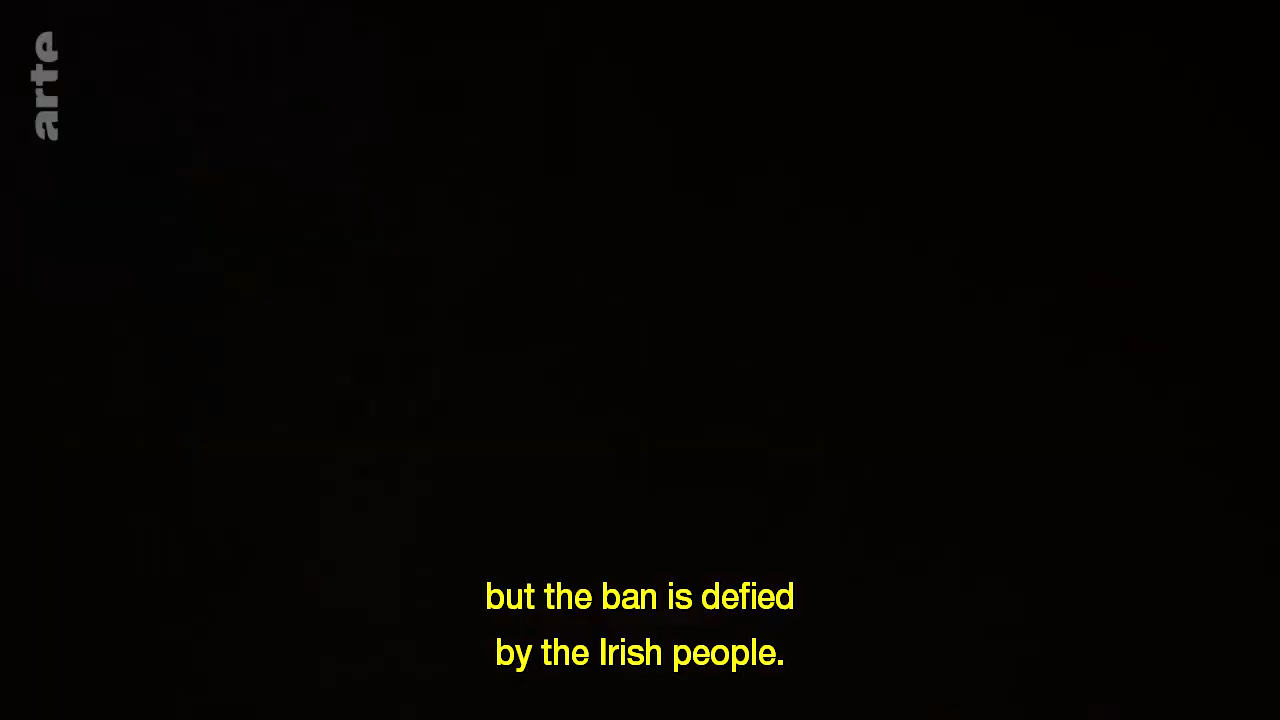 arte
but the ban is defied
by the Irish people.